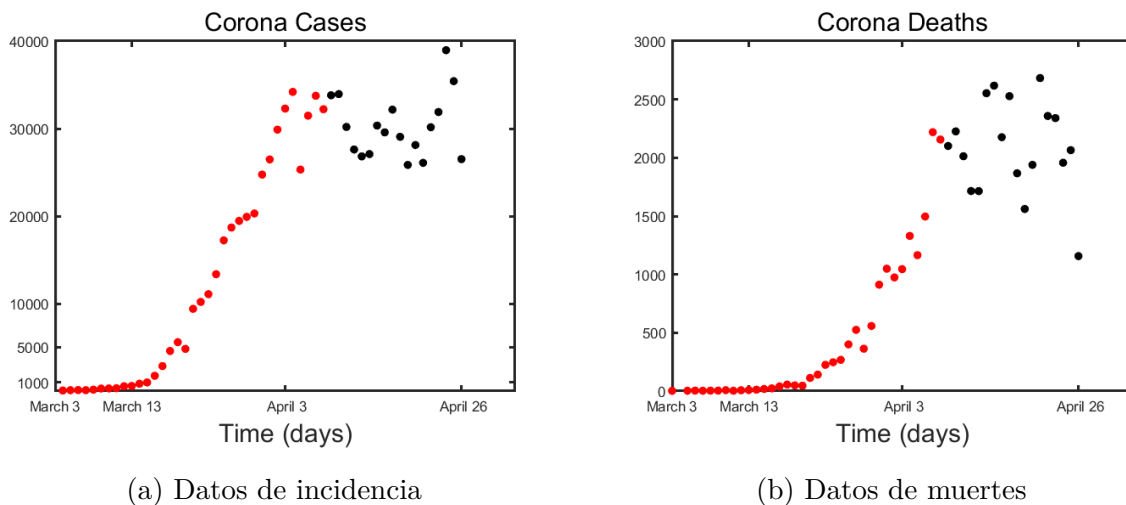 Corona Cases
40000
30000
20000
10000
5000
1000
March 3 March 13 April 3 April 26
Time (days)
(a) Datos de incidencia
Corona Deaths
3000
2500
2000
1500
1000
500
0
March 3 March 13 April 3 April 26
Time (days)
(b) Datos de muertes